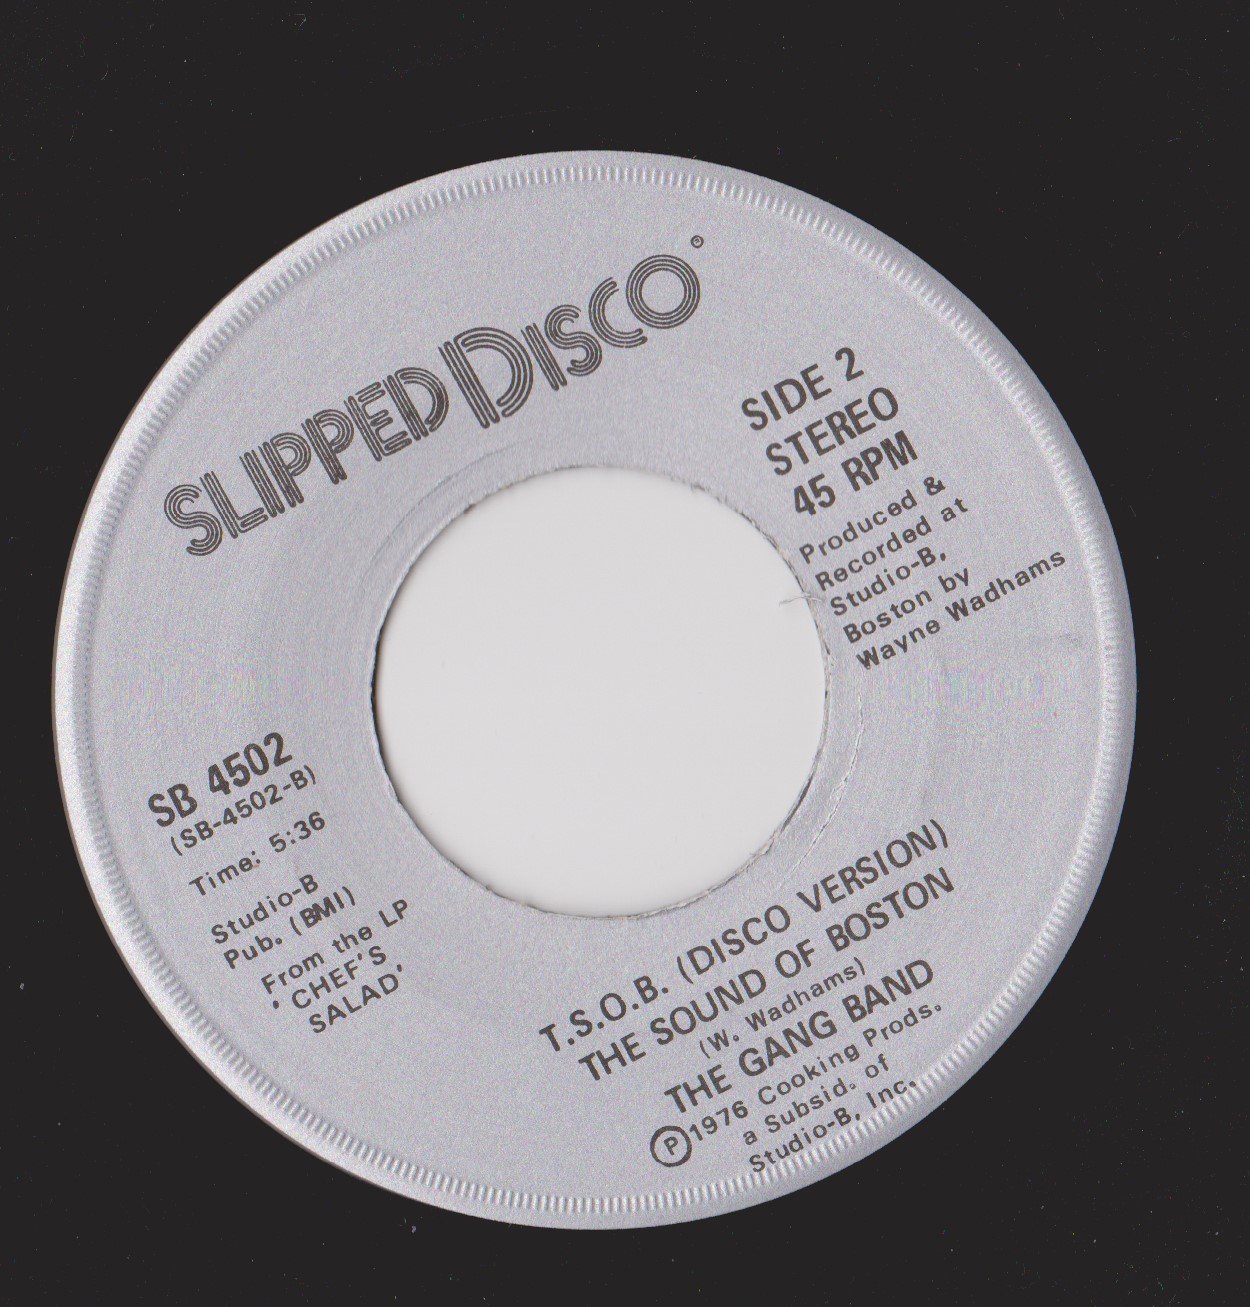 SLIPPED DISCO ®
SIDE 2
STEREO
45 RPM
Produced &
Recorded at
Studio-B,
Boston by
Wayne Wadhams
SB 4502
(SB-4502-B)
Time: 5:36
Studio-B
Pub. (BMI)
From the LP
' CHEF'S
SALAD'
T.S.O.B. (DISCO VERSION)
THE SOUND OF BOSTON
(W. Wadhams)
THE GANG BAND
Ⓟ1976 Cooking Prods.
a Subsid. of
Studio-B, Inc.